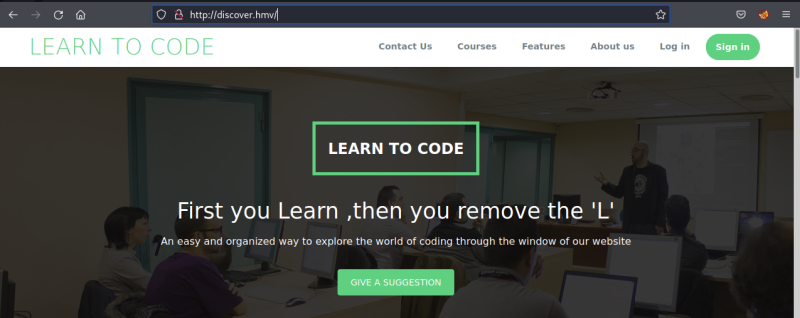 http://discover.hmv/
LEARN TO CODE
Contact Us Courses Features About us Log in Sign in
LEARN TO CODE
First you Learn ,then you remove the 'L'
An easy and organized way to explore the world of coding through the window of our website
GIVE A SUGGESTION